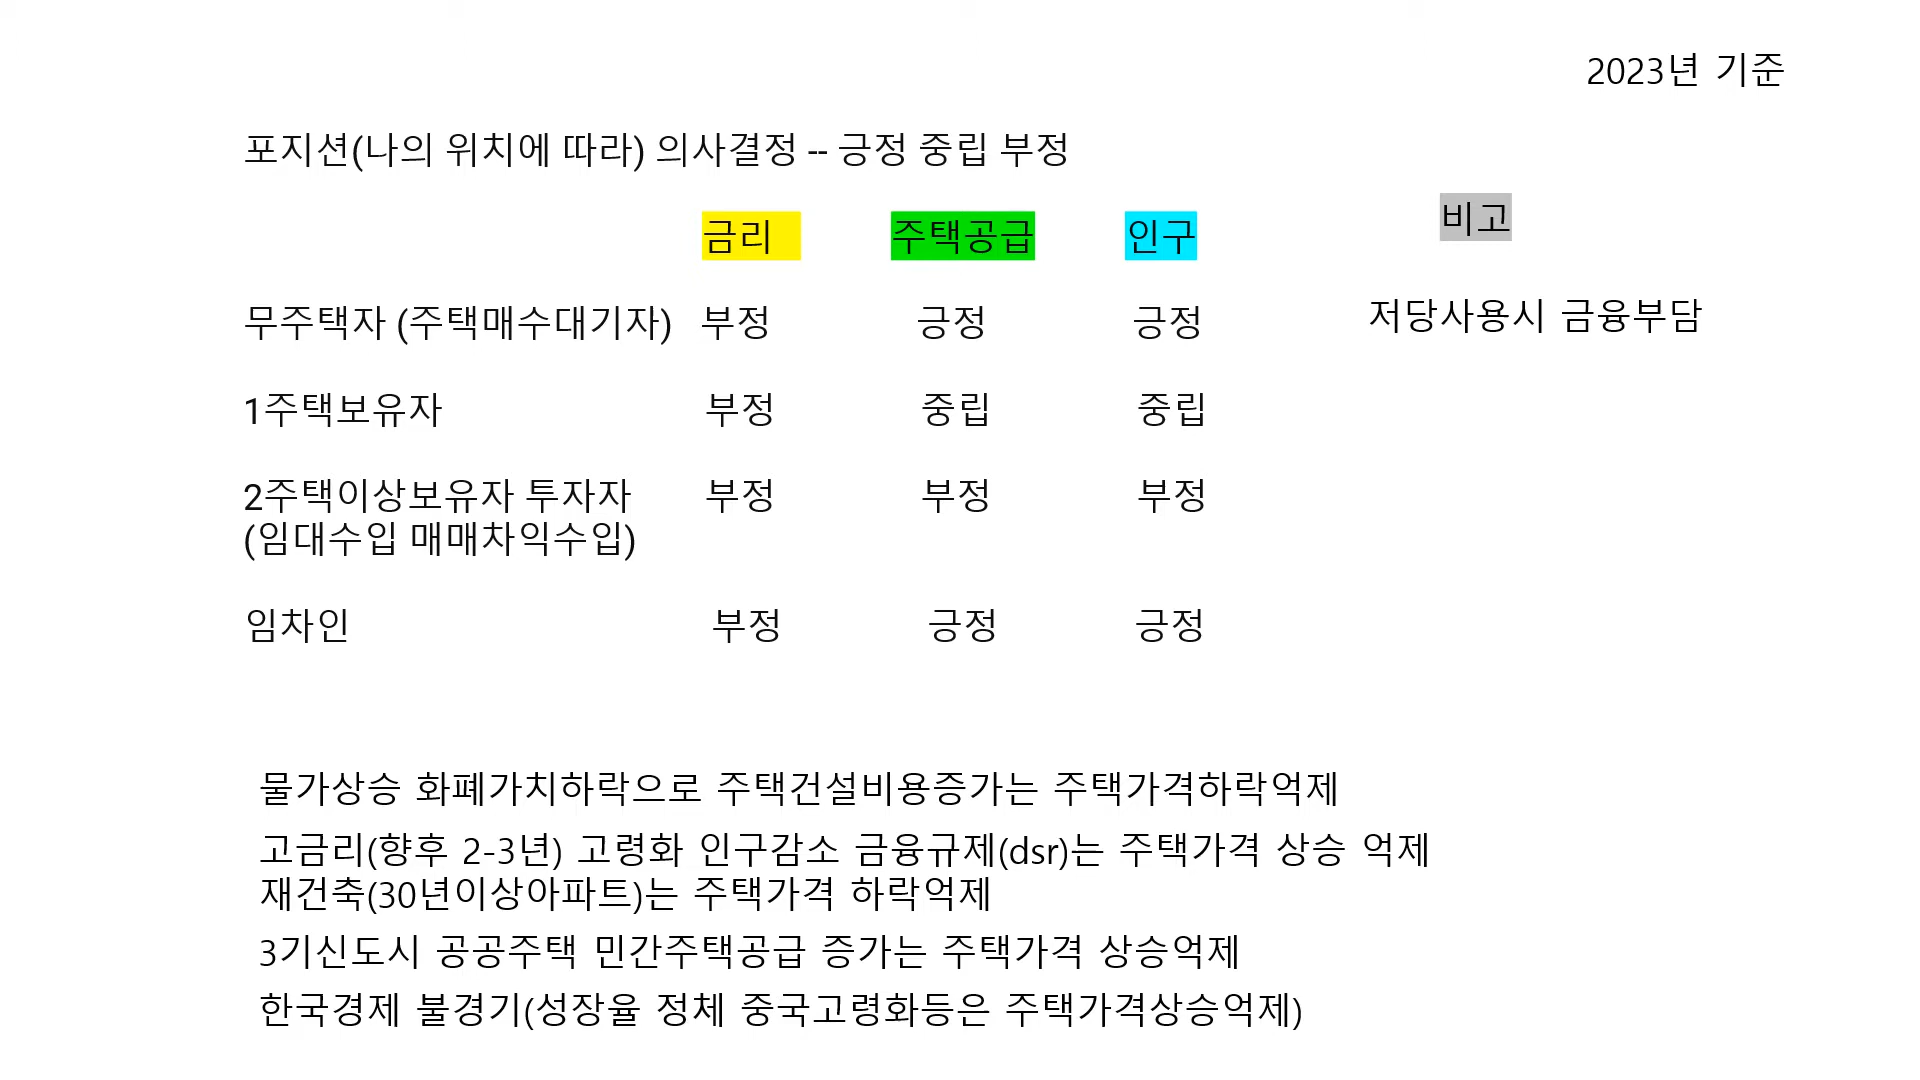 2023년 기준
포지션(나의 위치에 따라) 의사결정 -- 긍정 중립 부정
금리 주택공급 인구 비고
무주택자 (주택매수대기자) 부정 긍정 긍정 저당사용시 금융부담
1주택보유자 부정 중립 중립
2주택이상보유자 투자자 부정 부정 부정
(임대수입 매매차익수입)
임차인 부정 긍정 긍정
물가상승 화폐가치하락으로 주택건설비용증가는 주택가격하락억제
고금리(향후 2-3년) 고령화 인구감소 금융규제(dsr)는 주택가격 상승 억제
재건축(30년이상아파트)는 주택가격 하락억제
3기신도시 공공주택 민간주택공급 증가는 주택가격 상승억제
한국경제 불경기(성장율 정체 중국고령화등은 주택가격상승억제)